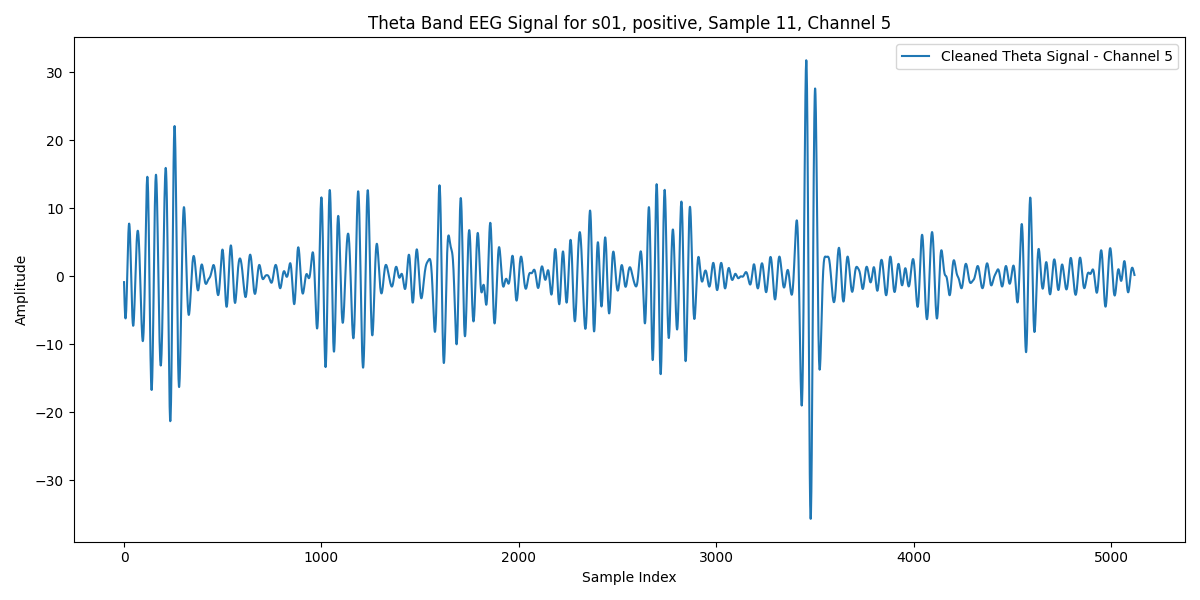 Theta Band EEG Signal for s01, positive, Sample 11, Channel 5
Cleaned Theta Signal - Channel 5
30
20
10
0
−10
−20
−30
Amplitude
0 1000 2000 3000 4000 5000
Sample Index